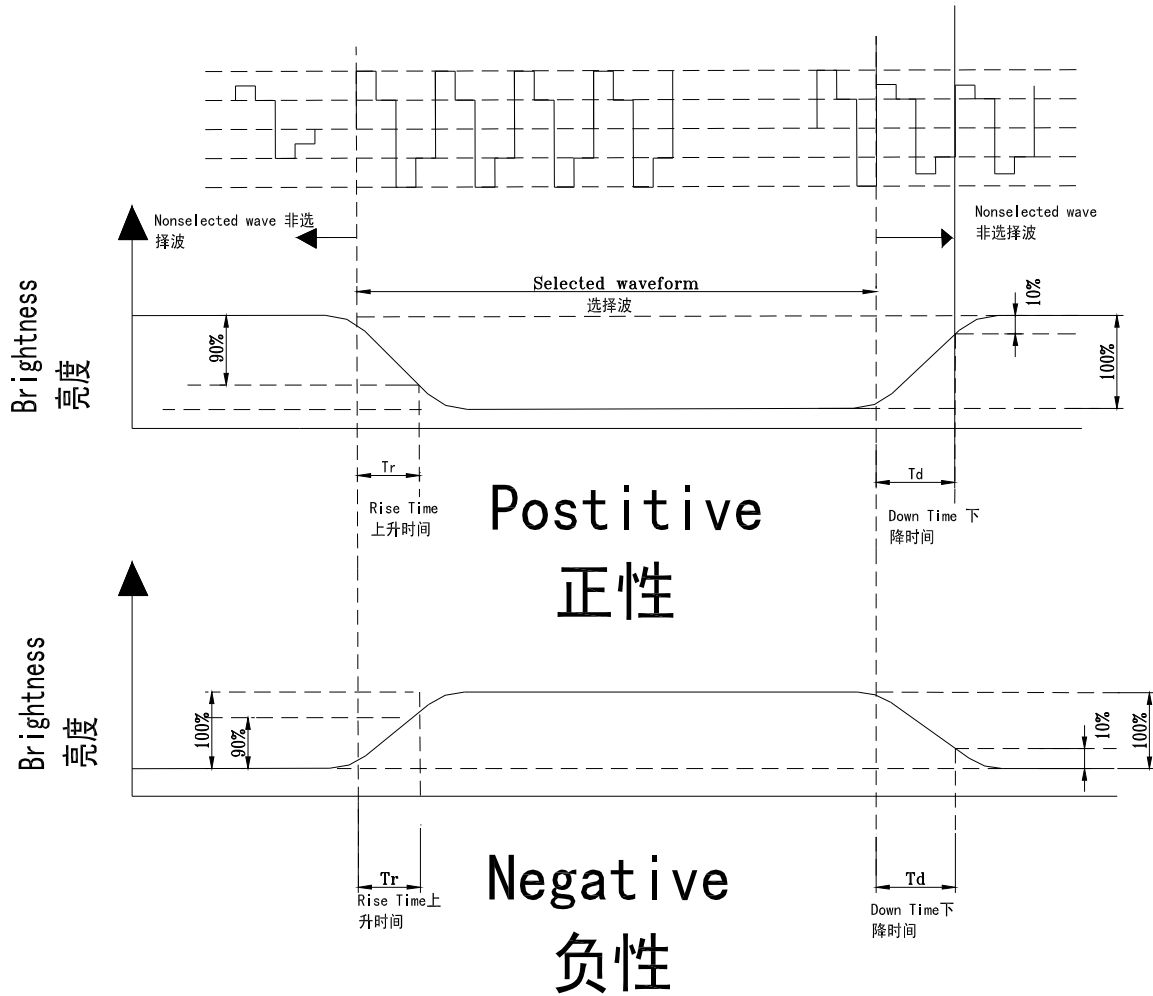 Nonselected wave 非选
择波
Nonselected wave
非选择波
Selected waveform
选择波
10%
90%
100%
Brightness
亮度
Tr
Rise Time
上升时间
Td
Down Time 下
降时间
Postitive
正性
Brightness
亮度
100%
90%
10%
100%
Tr
Rise Time上
升时间
Td
Down Time下
降时间
Negative
负性